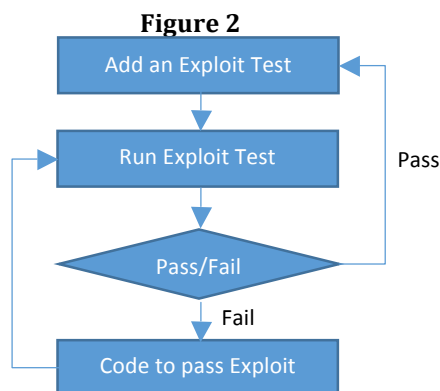 Figure 2
Add an Exploit Test
Run Exploit Test
Pass
Pass/Fail
Fail
Code to pass Exploit